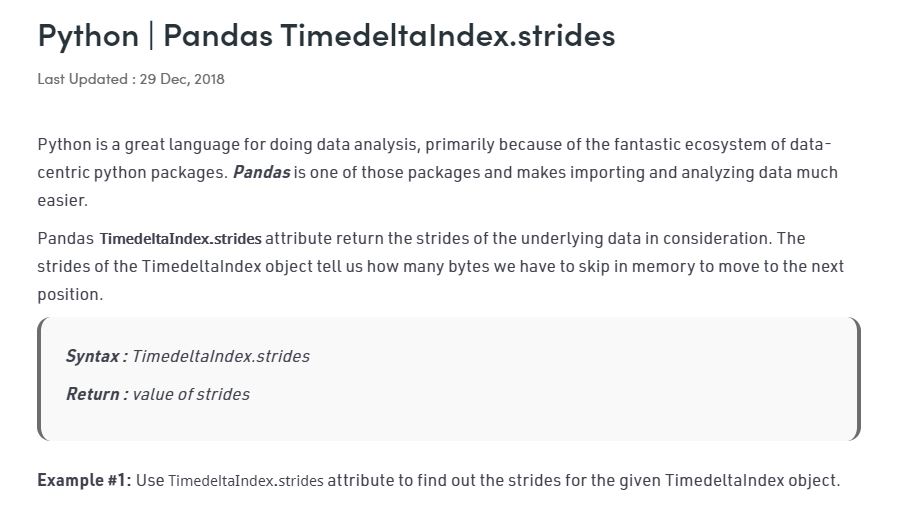 Python | Pandas TimedeltaIndex.strides
Last Updated : 29 Dec, 2018
Python is a great language for doing data analysis, primarily because of the fantastic ecosystem of data-
centric python packages. Pandas is one of those packages and makes importing and analyzing data much
easier.
Pandas TimedeltaIndex.strides attribute return the strides of the underlying data in consideration. The
strides of the TimedeltaIndex object tell us how many bytes we have to skip in memory to move to the next
position.
Syntax : TimedeltaIndex.strides
Return : value of strides
Example #1: Use TimedeltaIndex.strides attribute to find out the strides for the given TimedeltaIndex object.